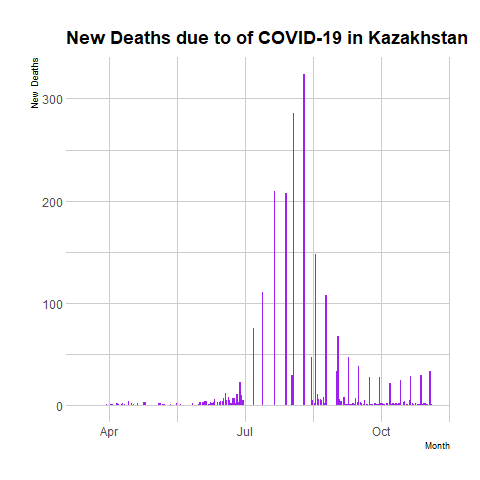 New Deaths due to of COVID-19 in Kazakhstan
New Deaths
300
200
100
0
Apr
Jul
Oct
Month